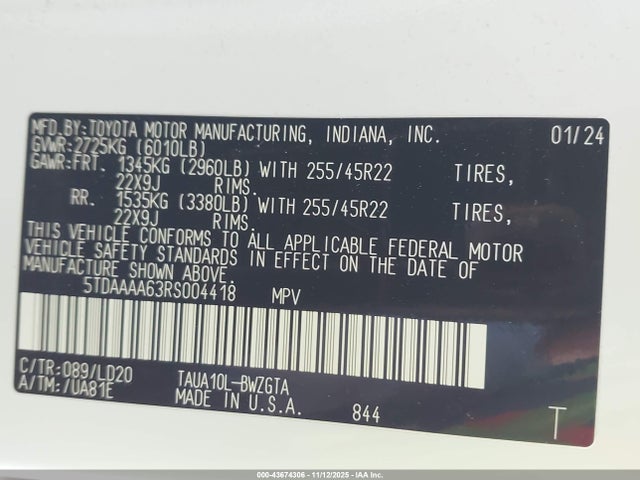 MFD.BY:TOYOTA MOTOR MANUFACTURING, INDIANA, INC. 01/24
GVWR:2725KG (6010LB)
GAWR:FRT. 1345KG (2960LB) WITH 255/45R22 TIRES,
22X9J RIMS.
RR. 1535KG (3380LB) WITH 255/45R22 TIRES,
22X9J RIMS.
THIS VEHICLE CONFORMS TO ALL APPLICABLE FEDERAL MOTOR
VEHICLE SAFETY STANDARDS IN EFFECT ON THE DATE OF
MANUFACTURE SHOWN ABOVE.
5TDAAAA63RS004418 MPV
C/TR:089/LD20 TAUA10L-BWZGTA
A/TM:/UA81E MADE IN U.S.A. 844 T
000-43674306 - 11/12/2025 - IAA Inc.